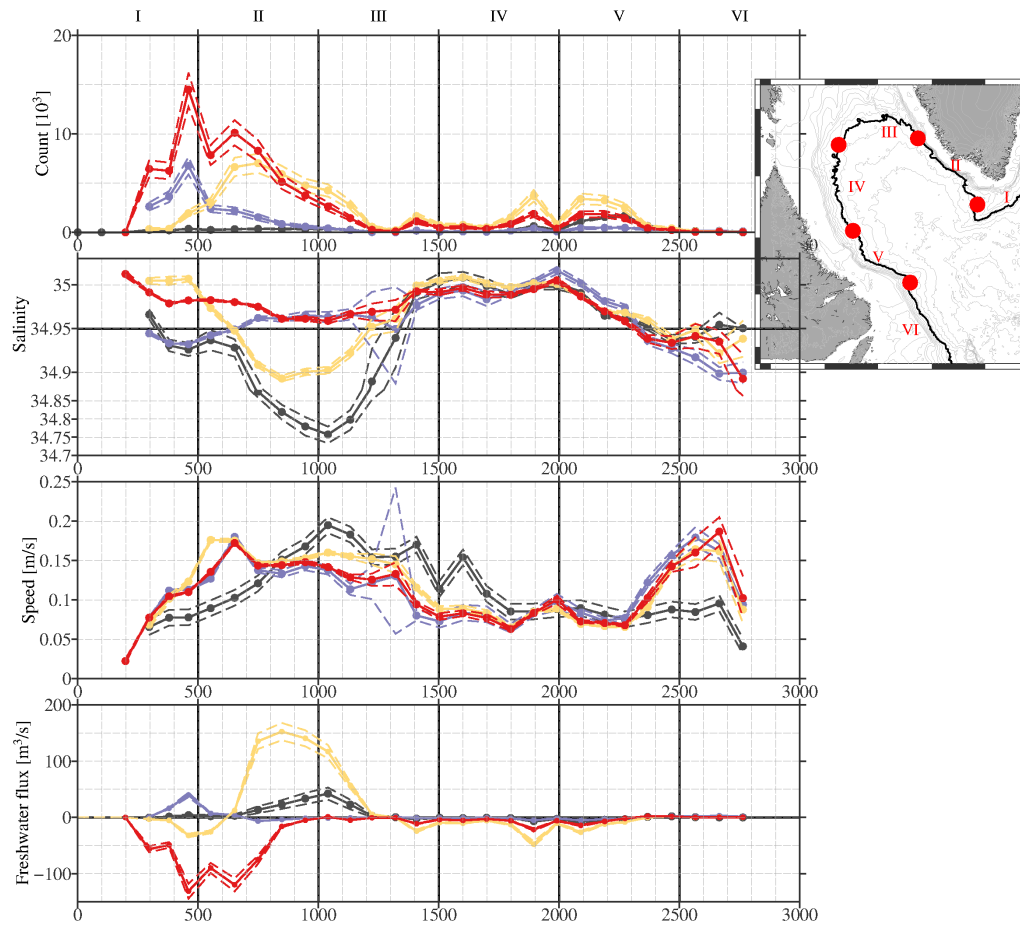 I II III IV V VI
20
10
0
Count [10³]
0 500 1000 1500 2000 2500
35
34.95
34.9
34.85
34.8
34.75
34.7
Salinity
0 500 1000 1500 2000 2500 3000
0.25
0.2
0.15
0.1
0.05
0
Speed [m/s]
0 500 1000 1500 2000 2500 3000
200
100
0
−100
Freshwater flux [m³/s]
0 500 1000 1500 2000 2500 3000
III
II
I
IV
V
VI